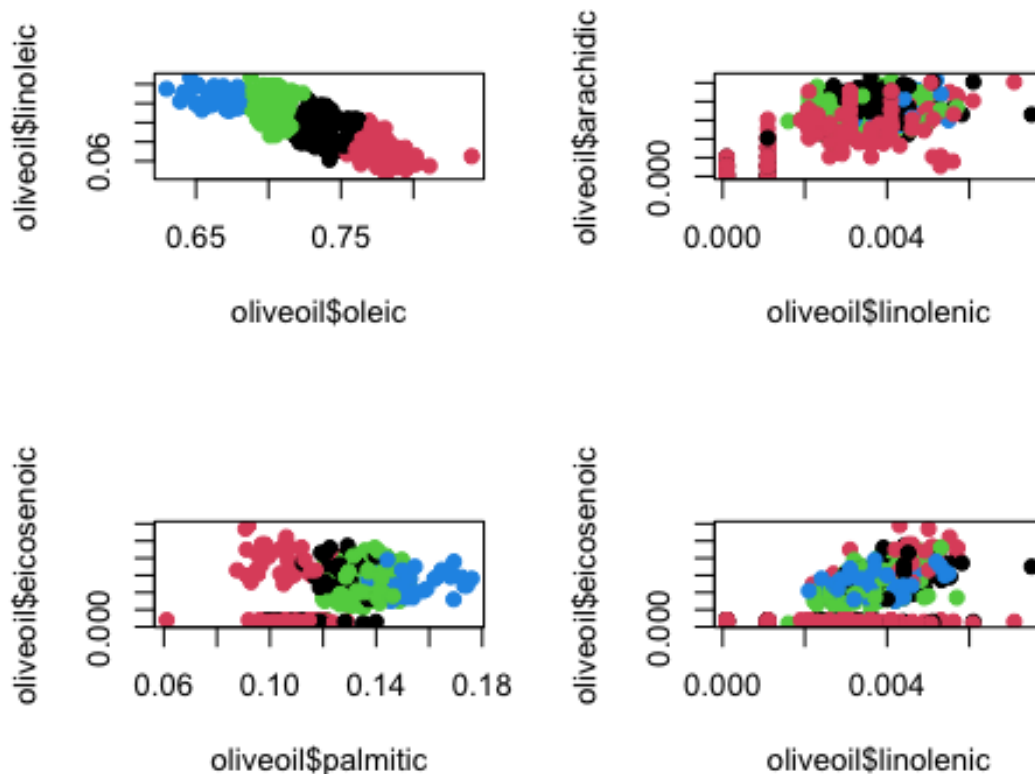 oliveoil$linoleic
0.06
0.65 0.75
oliveoil$oleic
oliveoil$arachidic
0.000
0.000 0.004
oliveoil$linolenic
oliveoil$eicosenoic
0.000
0.06 0.10 0.14 0.18
oliveoil$palmitic
oliveoil$eicosenoic
0.000
0.000 0.004
oliveoil$linolenic